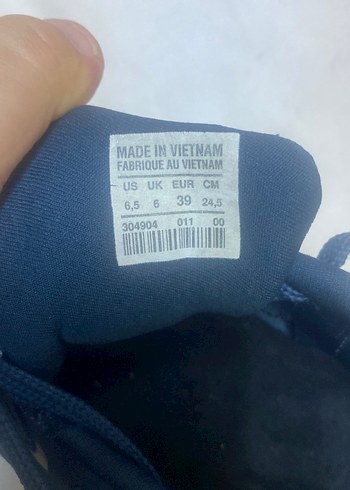 MADE IN VIETNAM
FABRIQUE AU VIETNAM
US UK EUR CM
6,5 6 39 24,5
304904 011 00